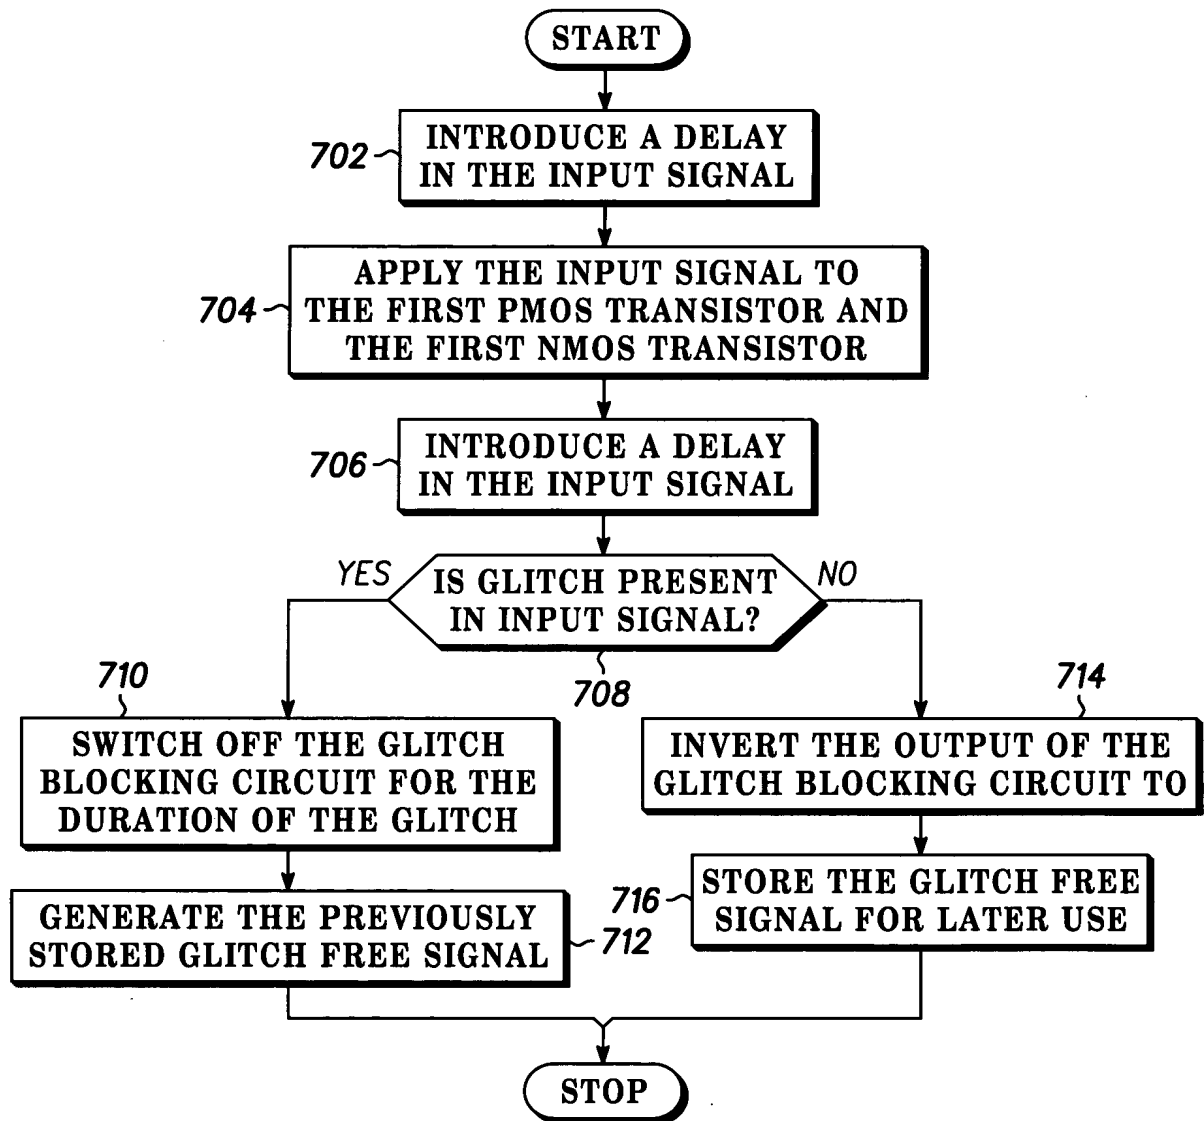 START
702
INTRODUCE A DELAY
IN THE INPUT SIGNAL
704
APPLY THE INPUT SIGNAL TO
THE FIRST PMOS TRANSISTOR AND
THE FIRST NMOS TRANSISTOR
706
INTRODUCE A DELAY
IN THE INPUT SIGNAL
YES
IS GLITCH PRESENT
IN INPUT SIGNAL?
NO
708
710
SWITCH OFF THE GLITCH
BLOCKING CIRCUIT FOR THE
DURATION OF THE GLITCH
GENERATE THE PREVIOUSLY
STORED GLITCH FREE SIGNAL
712
714
INVERT THE OUTPUT OF THE
GLITCH BLOCKING CIRCUIT TO
716
STORE THE GLITCH FREE
SIGNAL FOR LATER USE
STOP